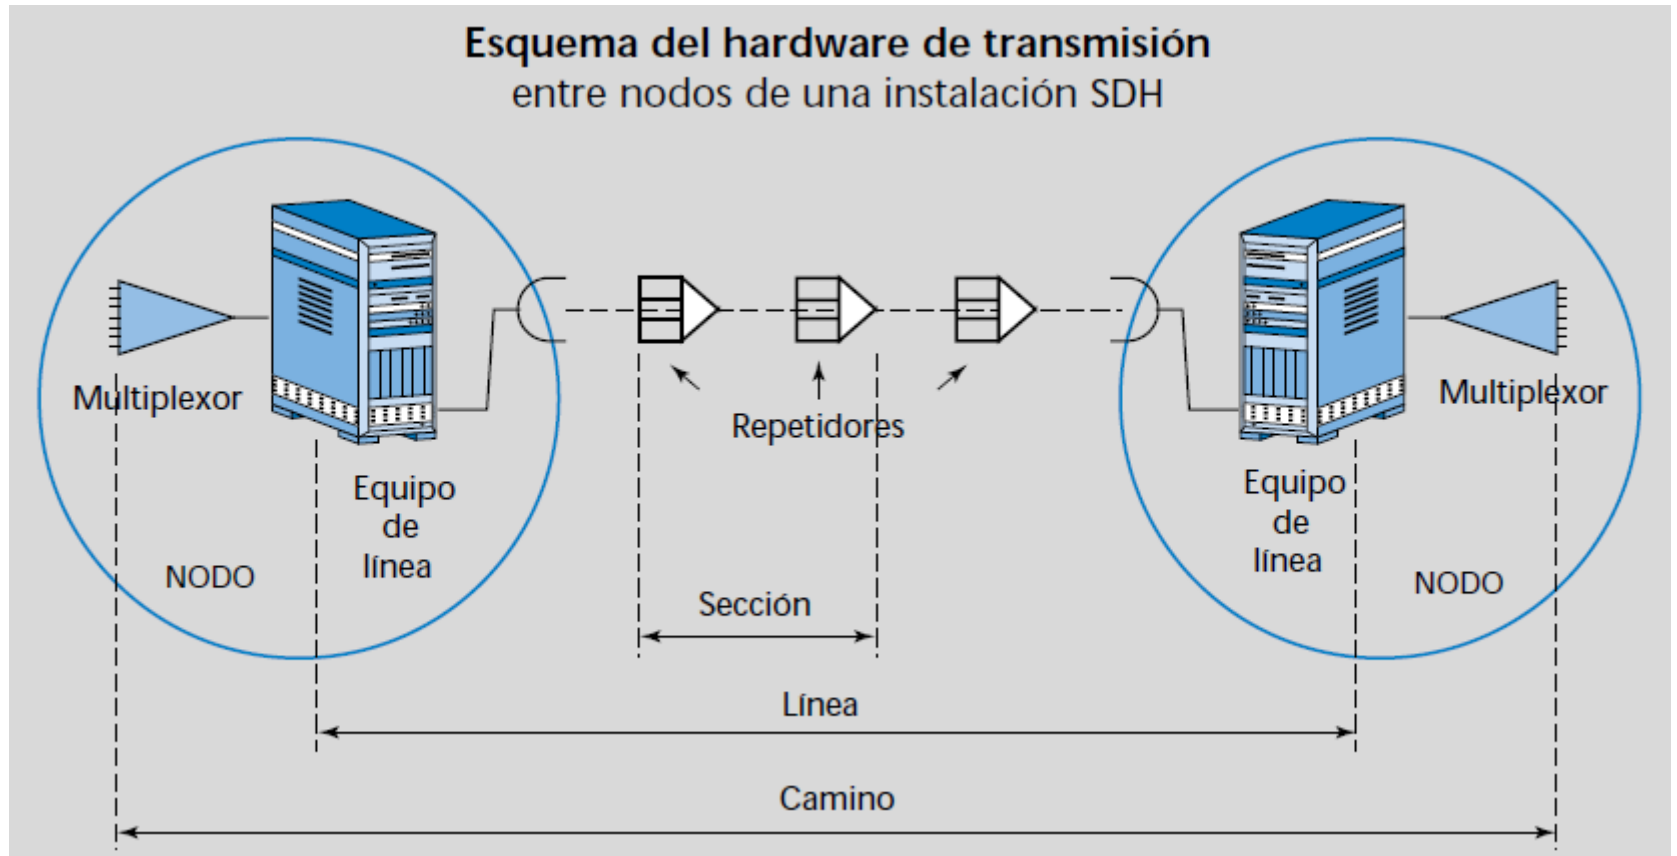 Esquema del hardware de transmisión
entre nodos de una instalación SDH
Multiplexor
Equipo
de
línea
NODO
Repetidores
Sección
Línea
Camino
Equipo
de
línea
Multiplexor
NODO